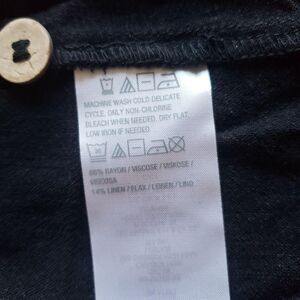 MACHINE WASH COLD DELICATE
CYCLE, ONLY NON-CHLORINE
BLEACH WHEN NEEDED, DRY FLAT,
LOW IRON IF NEEDED
30
86% RAYON / VISCOSE / VISKOSE /
VISCOSA
14% LINEN / FLAX / LEINEN / LINO